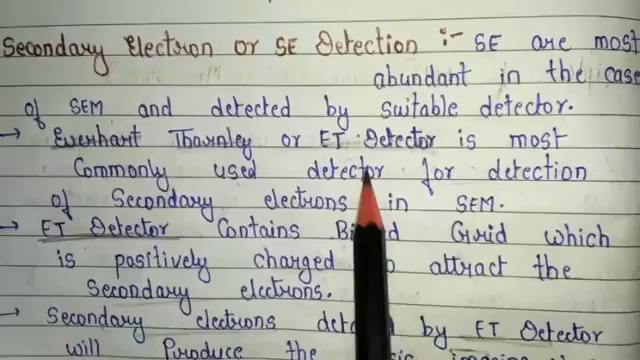 Secondary Electron or SE Detection :- SE are most
abundant in the case
of SEM and detected by suitable detector.
→ Everhart Thornley or ET Detector is most
Commonly used detector for detection
of Secondary electrons in SEM.
→ ET Detector Contains Grid which
is positively charged attract the
Secondary electrons.
→ Secondary electrons by ET Detector
will Produce the